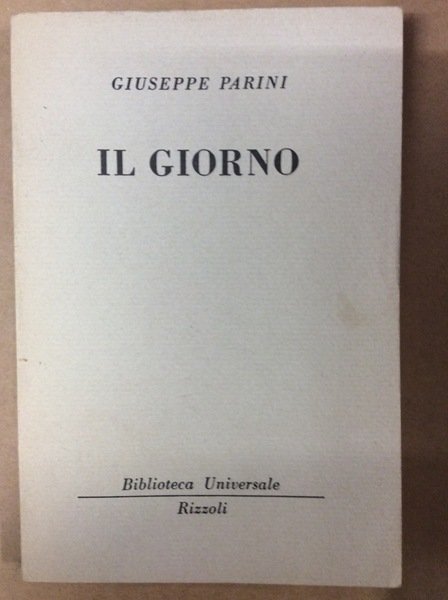 GIUSEPPE PARINI
IL GIORNO
Biblioteca Universale
Rizzoli